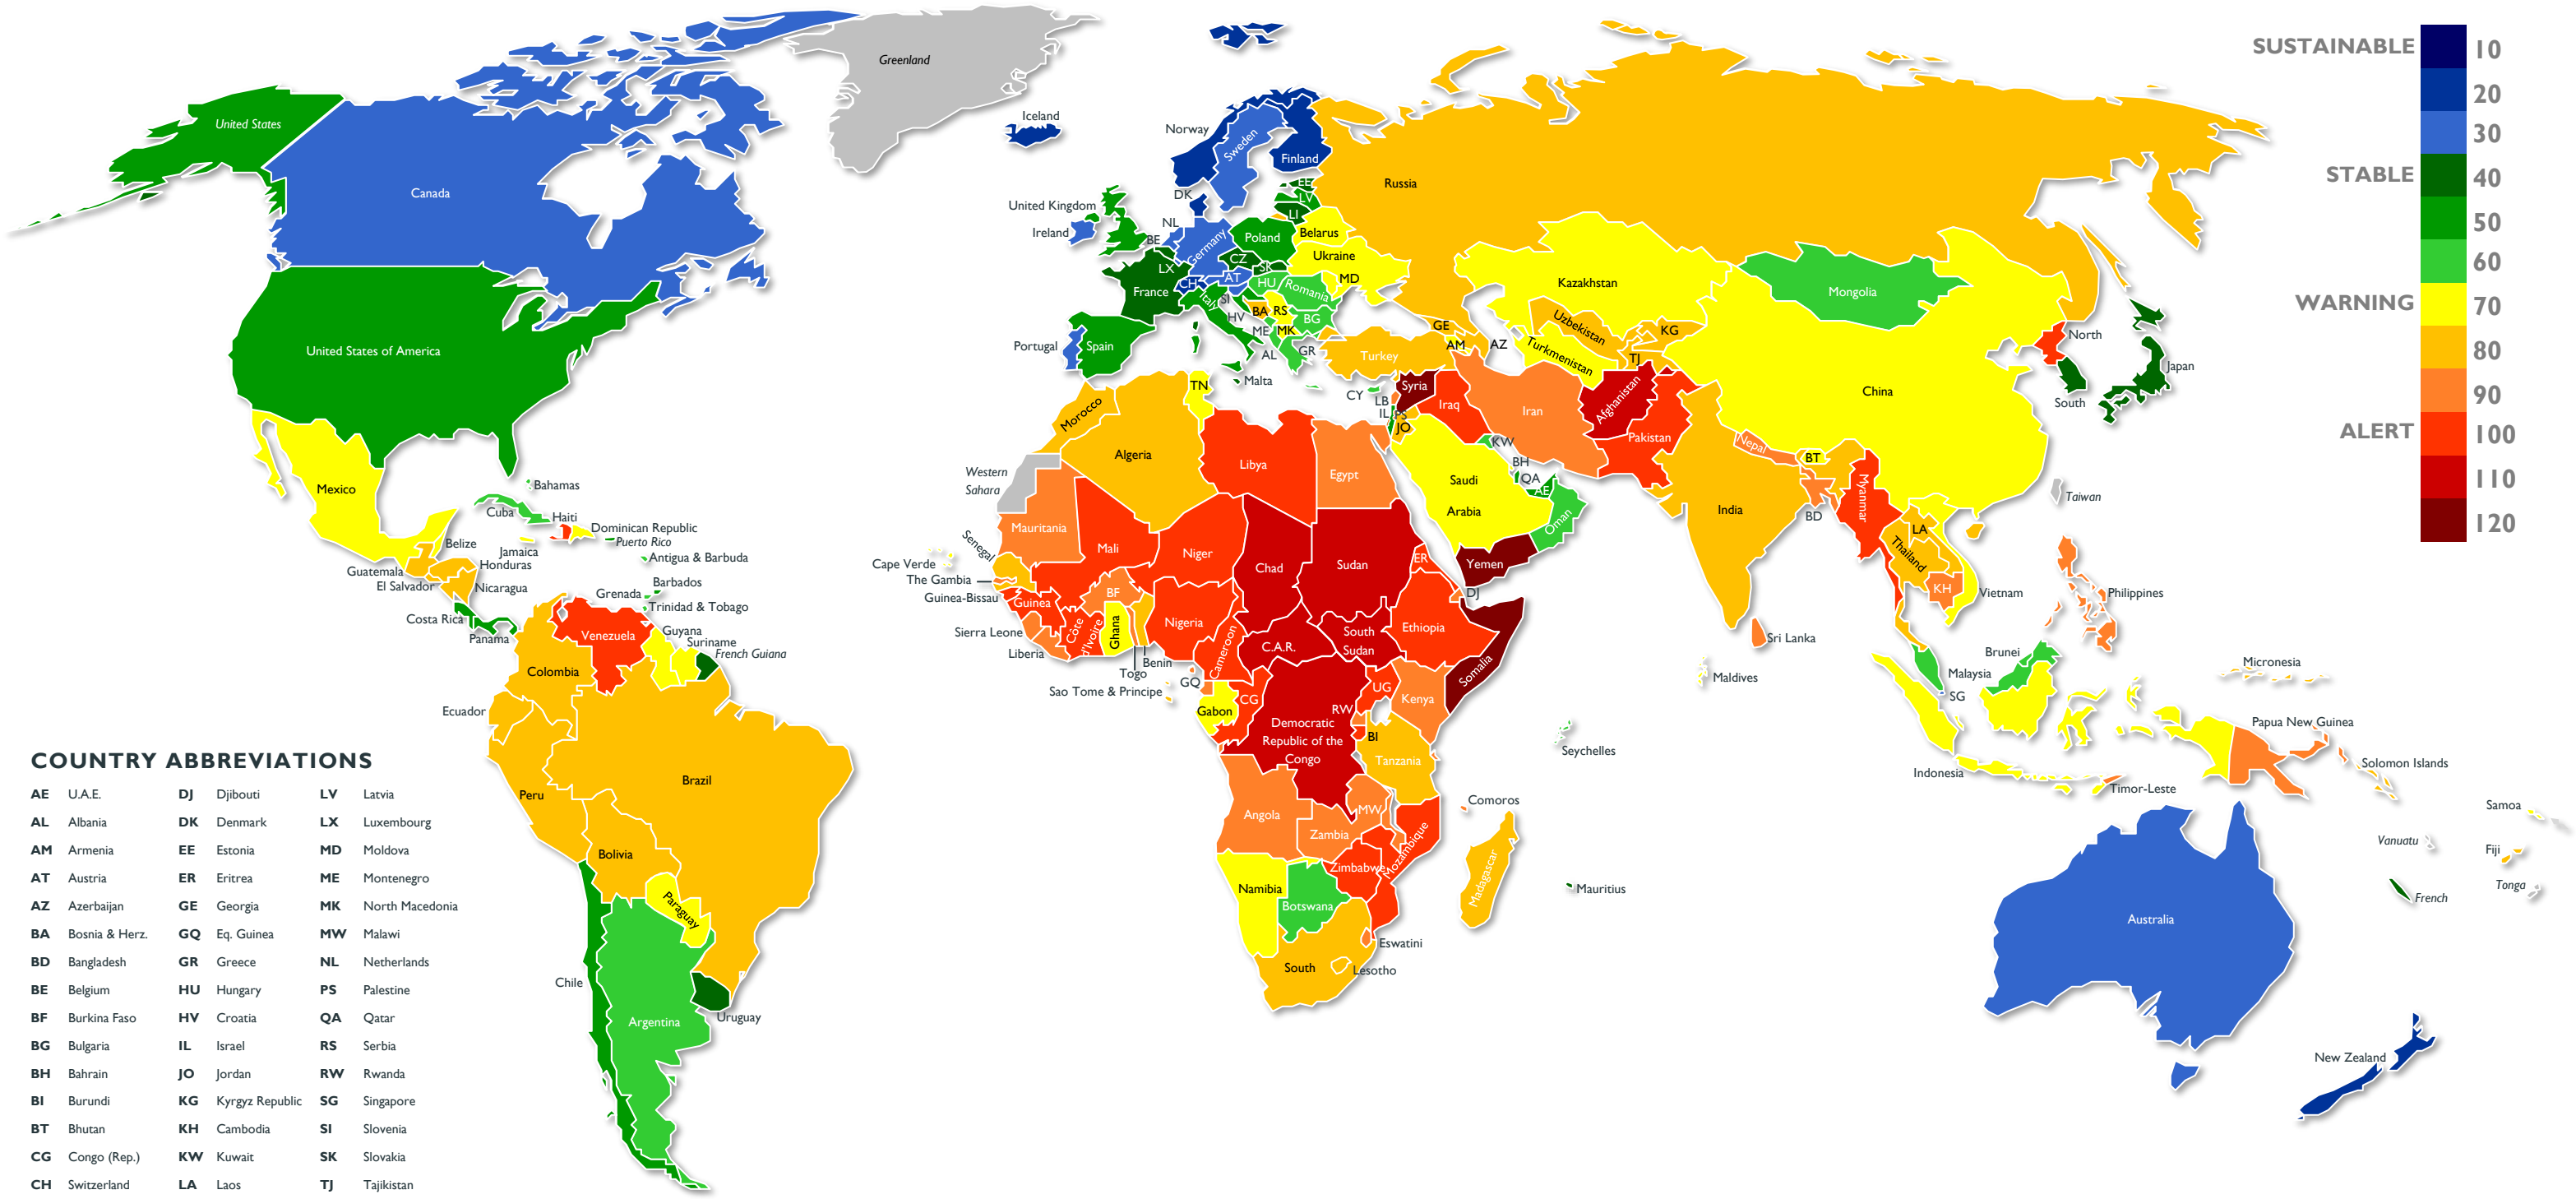 Greenland
United States
Canada
United States of America
Mexico
Bahamas
Cuba
Haiti
Dominican Republic
Puerto Rico
Jamaica
Belize
Honduras
Guatemala
El Salvador
Nicaragua
Antigua & Barbuda
Barbados
Grenada
Trinidad & Tobago
Costa Rica
Panama
Venezuela
Guyana
Suriname
French Guiana
Colombia
Ecuador
Brazil
Peru
Bolivia
Paraguay
Chile
Argentina
Uruguay
Iceland
Norway
Sweden
Finland
DK
EE
LV
LI
United Kingdom
Ireland
NL
BE
Germany
Poland
Belarus
Ukraine
LX
CZ
SK
France
CH
AT
HU
Romania
MD
Italy
SI
HV
BA
RS
BG
ME
MK
AL
GR
Portugal
Spain
Malta
CY
Turkey
GE
AM
AZ
Russia
Kazakhstan
Uzbekistan
Turkmenistan
KG
TJ
Mongolia
China
North
South
Japan
Taiwan
Syria
LB
IL
PS
JO
Iraq
Iran
Afghanistan
Pakistan
KW
BH
QA
AE
Saudi
Arabia
Oman
Yemen
Nepal
BT
India
BD
Myanmar
LA
Thailand
KH
Vietnam
Philippines
Sri Lanka
Maldives
Brunei
Malaysia
SG
Indonesia
Timor-Leste
Micronesia
Papua New Guinea
Solomon Islands
Samoa
Vanuatu
Fiji
Tonga
French
Australia
New Zealand
Morocco
TN
Algeria
Libya
Egypt
Western
Sahara
Mauritania
Mali
Niger
Chad
Sudan
ER
DJ
Senegal
Cape Verde
The Gambia
Guinea-Bissau
Guinea
Sierra Leone
Liberia
Côte
d'Ivoire
BF
Ghana
Togo
Benin
Nigeria
Cameroon
GQ
Sao Tome & Principe
C.A.R.
South
Sudan
Ethiopia
Somalia
Gabon
CG
UG
Kenya
RW
BI
Democratic
Republic of the
Congo
Tanzania
Seychelles
Comoros
Angola
Zambia
MW
Mozambique
Zimbabwe
Madagascar
Mauritius
Namibia
Botswana
Eswatini
South
Lesotho
SUSTAINABLE
STABLE
WARNING
ALERT
10
20
30
40
50
60
70
80
90
100
110
120
COUNTRY ABBREVIATIONS
AE U.A.E. DJ Djibouti LV Latvia
AL Albania DK Denmark LX Luxembourg
AM Armenia EE Estonia MD Moldova
AT Austria ER Eritrea ME Montenegro
AZ Azerbaijan GE Georgia MK North Macedonia
BA Bosnia & Herz. GQ Eq. Guinea MW Malawi
BD Bangladesh GR Greece NL Netherlands
BE Belgium HU Hungary PS Palestine
BF Burkina Faso HV Croatia QA Qatar
BG Bulgaria IL Israel RS Serbia
BH Bahrain JO Jordan RW Rwanda
BI Burundi KG Kyrgyz Republic SG Singapore
BT Bhutan KH Cambodia SI Slovenia
CG Congo (Rep.) KW Kuwait SK Slovakia
CH Switzerland LA Laos TJ Tajikistan